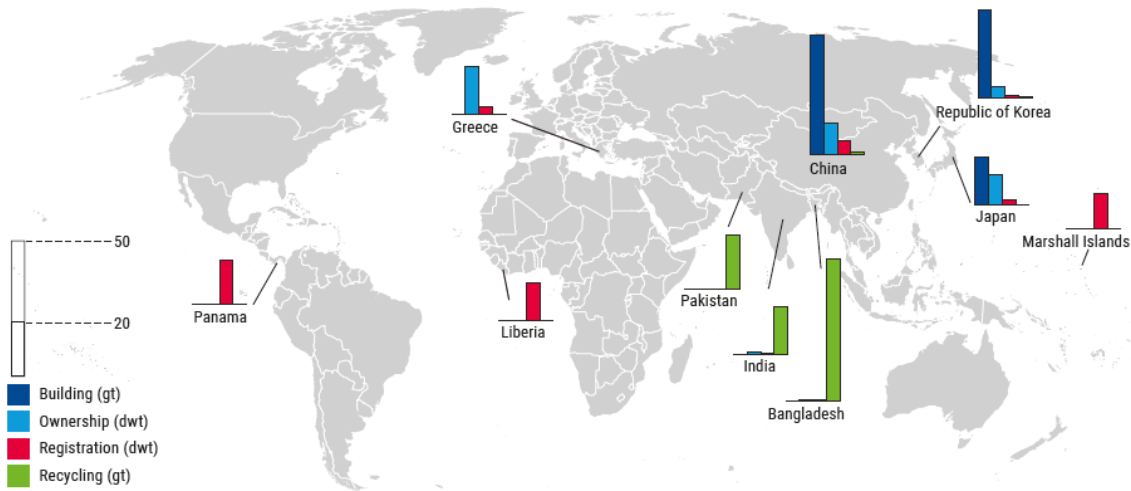 Greece
Republic of Korea
China
Japan
Marshall Islands
50
Pakistan
Panama
20
Liberia
India
Bangladesh
Building (gt)
Ownership (dwt)
Registration (dwt)
Recycling (gt)